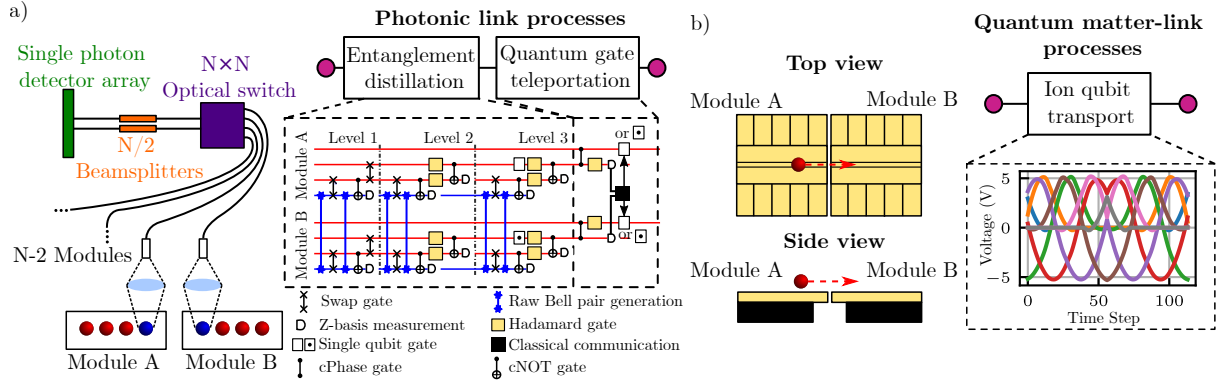 a)
Single photon
detector array
N×N
Optical switch
N/2
Beamsplitters
N-2 Modules
Module A
Module B
Photonic link processes
Entanglement
distillation
Quantum gate
teleportation
Level 1
Level 2
Level 3
or
Module A
Module B
or
Swap gate
Raw Bell pair generation
Z-basis measurement
Hadamard gate
Single qubit gate
Classical communication
cPhase gate
cNOT gate
b)
Top view
Module A
Module B
Side view
Module A
Module B
Quantum matter-link
processes
Ion qubit
transport
Voltage (V)
5
0
−5
0
50
100
Time Step